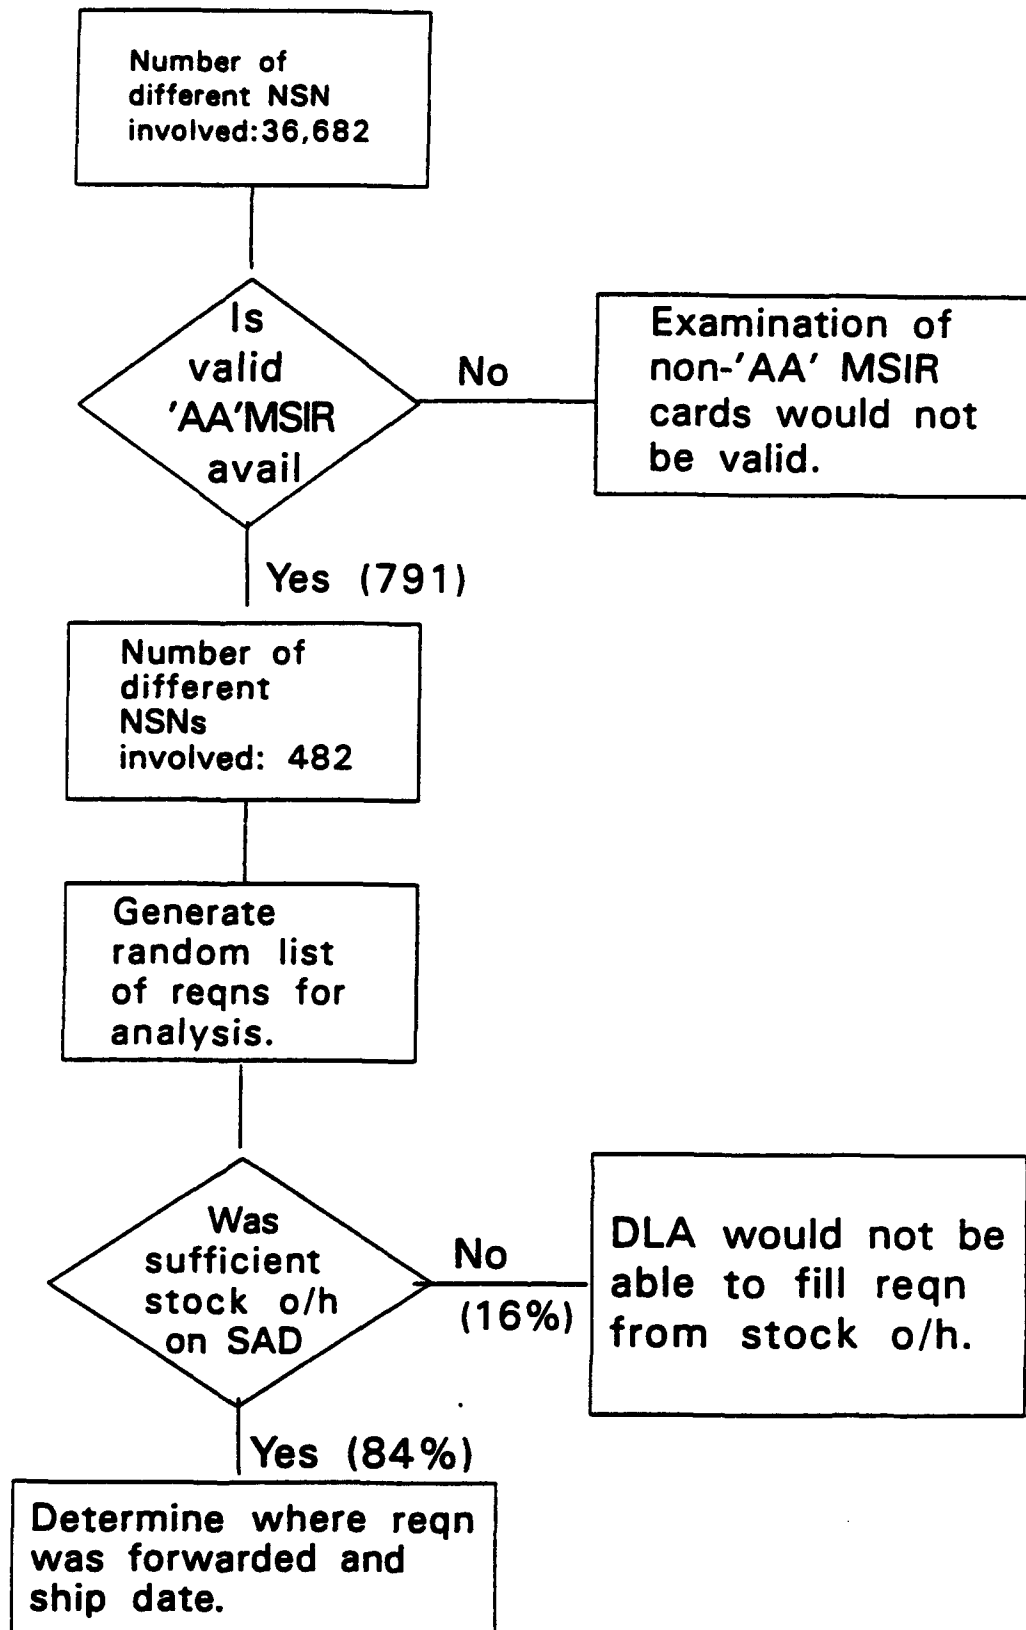 Number of
different NSN
involved:36,682
Is
valid
'AA'MSIR
avail
No
Examination of
non-'AA' MSIR
cards would not
be valid.
Yes (791)
Number of
different
NSNs
involved: 482
Generate
random list
of reqns for
analysis.
Was
sufficient
stock o/h
on SAD
No
(16%)
DLA would not be
able to fill reqn
from stock o/h.
Yes (84%)
Determine where reqn
was forwarded and
ship date.